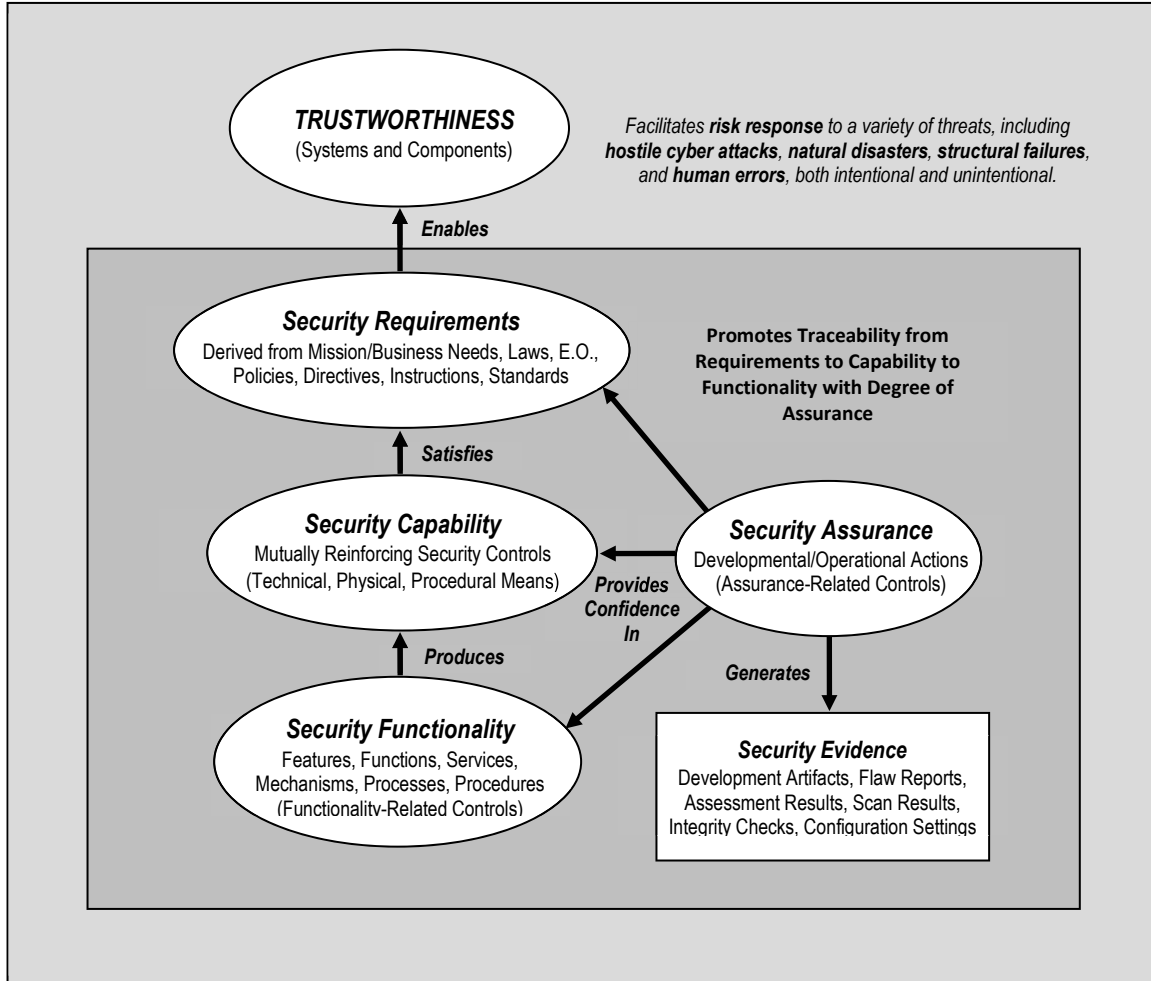 TRUSTWORTHINESS
(Systems and Components)
Facilitates risk response to a variety of threats, including
hostile cyber attacks, natural disasters, structural failures,
and human errors, both intentional and unintentional.
Enables
Security Requirements
Derived from Mission/Business Needs, Laws, E.O.,
Policies, Directives, Instructions, Standards
Promotes Traceability from
Requirements to Capability to
Functionality with Degree of
Assurance
Satisfies
Security Capability
Mutually Reinforcing Security Controls
(Technical, Physical, Procedural Means)
Security Assurance
Developmental/Operational Actions
(Assurance-Related Controls)
Provides
Confidence
In
Produces
Generates
Security Functionality
Features, Functions, Services,
Mechanisms, Processes, Procedures
(Functionality-Related Controls)
Security Evidence
Development Artifacts, Flaw Reports,
Assessment Results, Scan Results,
Integrity Checks, Configuration Settings